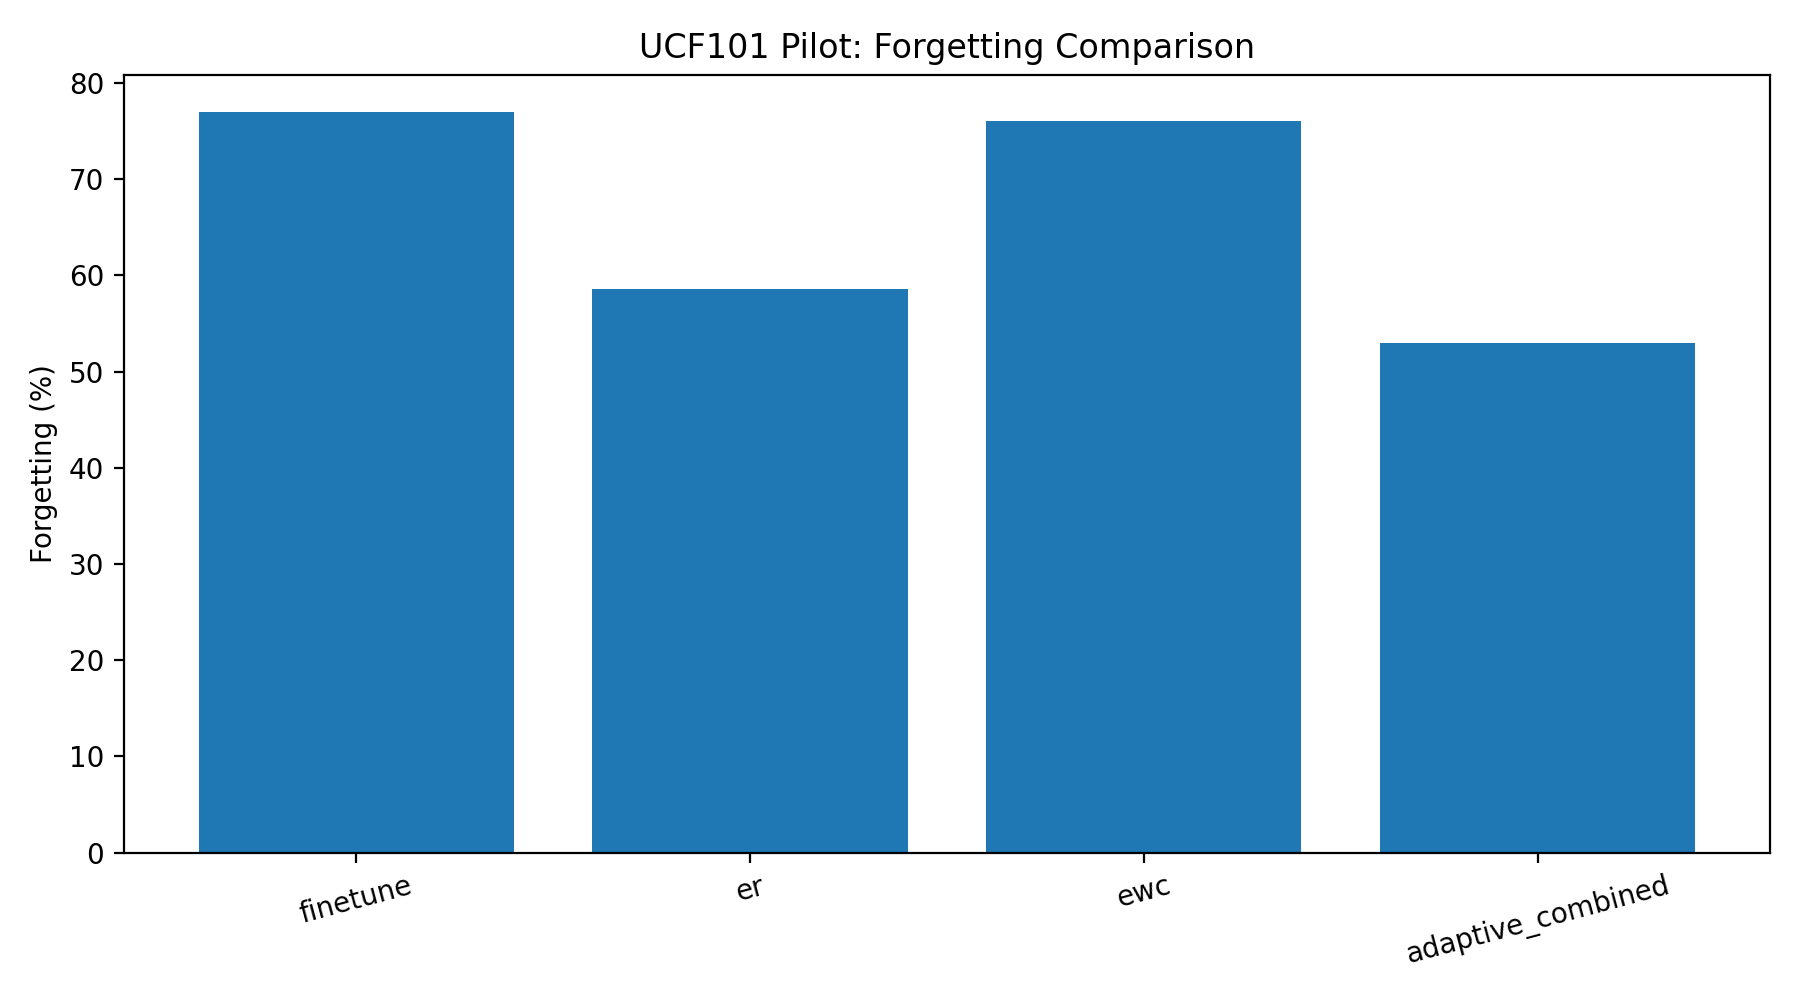 UCF101 Pilot: Forgetting Comparison
Forgetting (%)
80
70
60
50
40
30
20
10
0
finetune
er
ewc
adaptive_combined